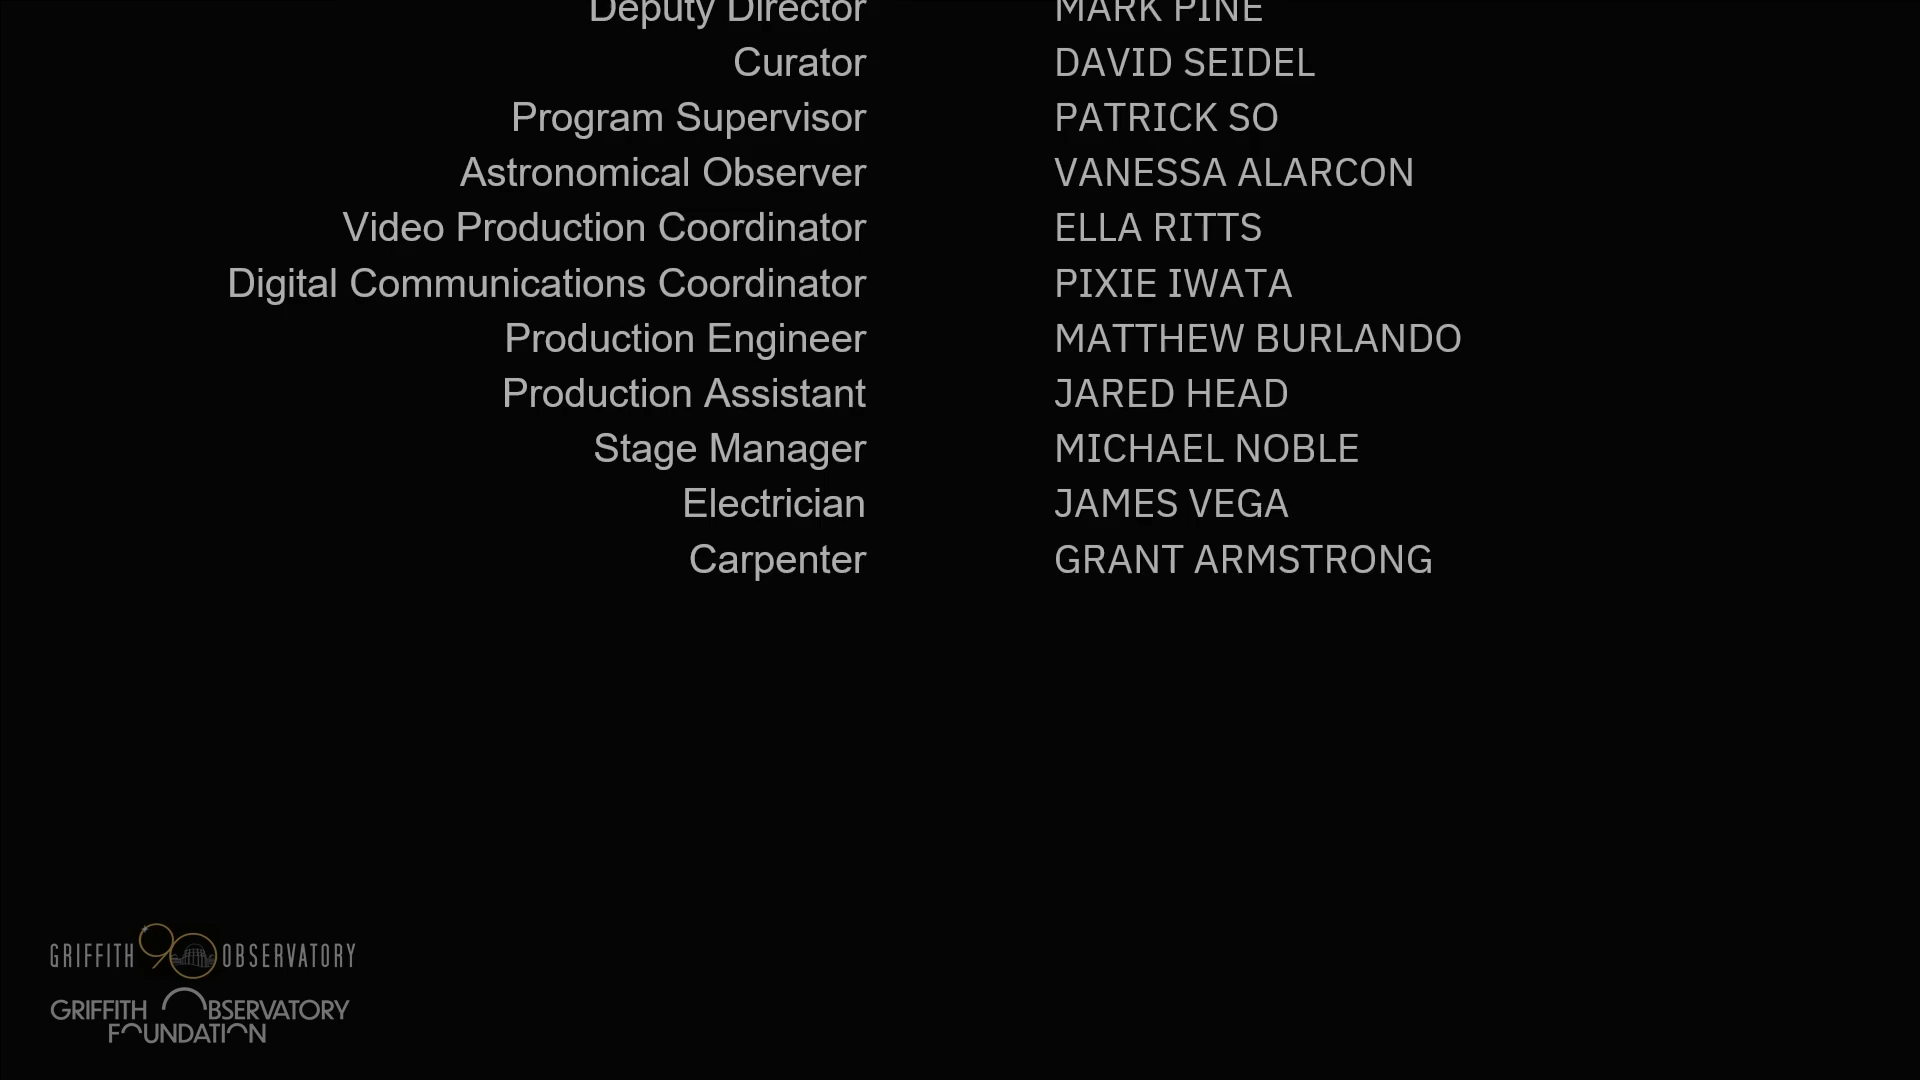 Deputy Director MARK PINE
Curator DAVID SEIDEL
Program Supervisor PATRICK SO
Astronomical Observer VANESSA ALARCON
Video Production Coordinator ELLA RITTS
Digital Communications Coordinator PIXIE IWATA
Production Engineer MATTHEW BURLANDO
Production Assistant JARED HEAD
Stage Manager MICHAEL NOBLE
Electrician JAMES VEGA
Carpenter GRANT ARMSTRONG
GRIFFITH 90 OBSERVATORY
GRIFFITH OBSERVATORY
FOUNDATION